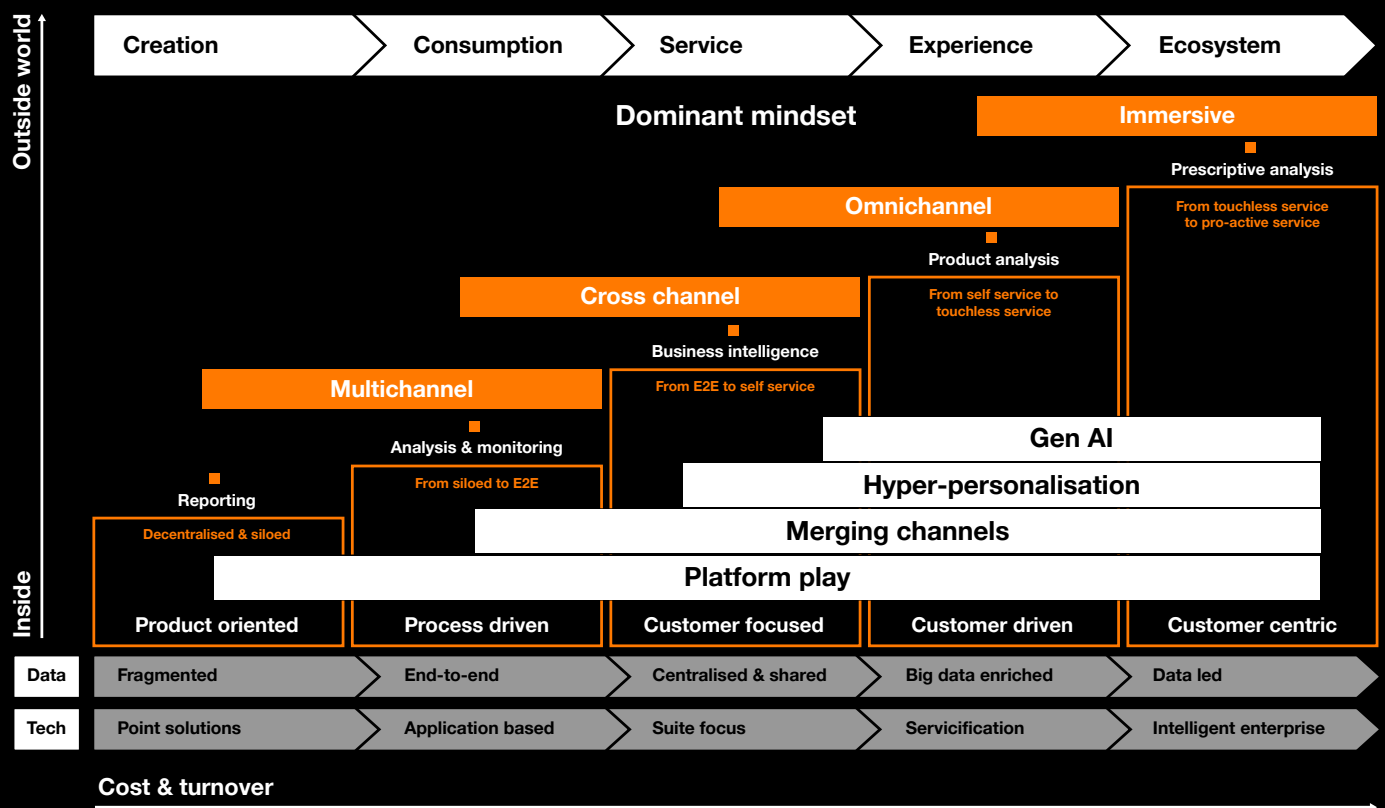 Outside world
Inside
Creation
Consumption
Service
Experience
Ecosystem
Dominant mindset
Immersive
Prescriptive analysis
From touchless service
to pro-active service
Omnichannel
Product analysis
From self service to
touchless service
Cross channel
Business intelligence
From E2E to self service
Multichannel
Analysis & monitoring
From siloed to E2E
Reporting
Decentralised & siloed
Gen AI
Hyper-personalisation
Merging channels
Platform play
Product oriented
Process driven
Customer focused
Customer driven
Customer centric
Data
Fragmented
End-to-end
Centralised & shared
Big data enriched
Data led
Tech
Point solutions
Application based
Suite focus
Servicification
Intelligent enterprise
Cost & turnover